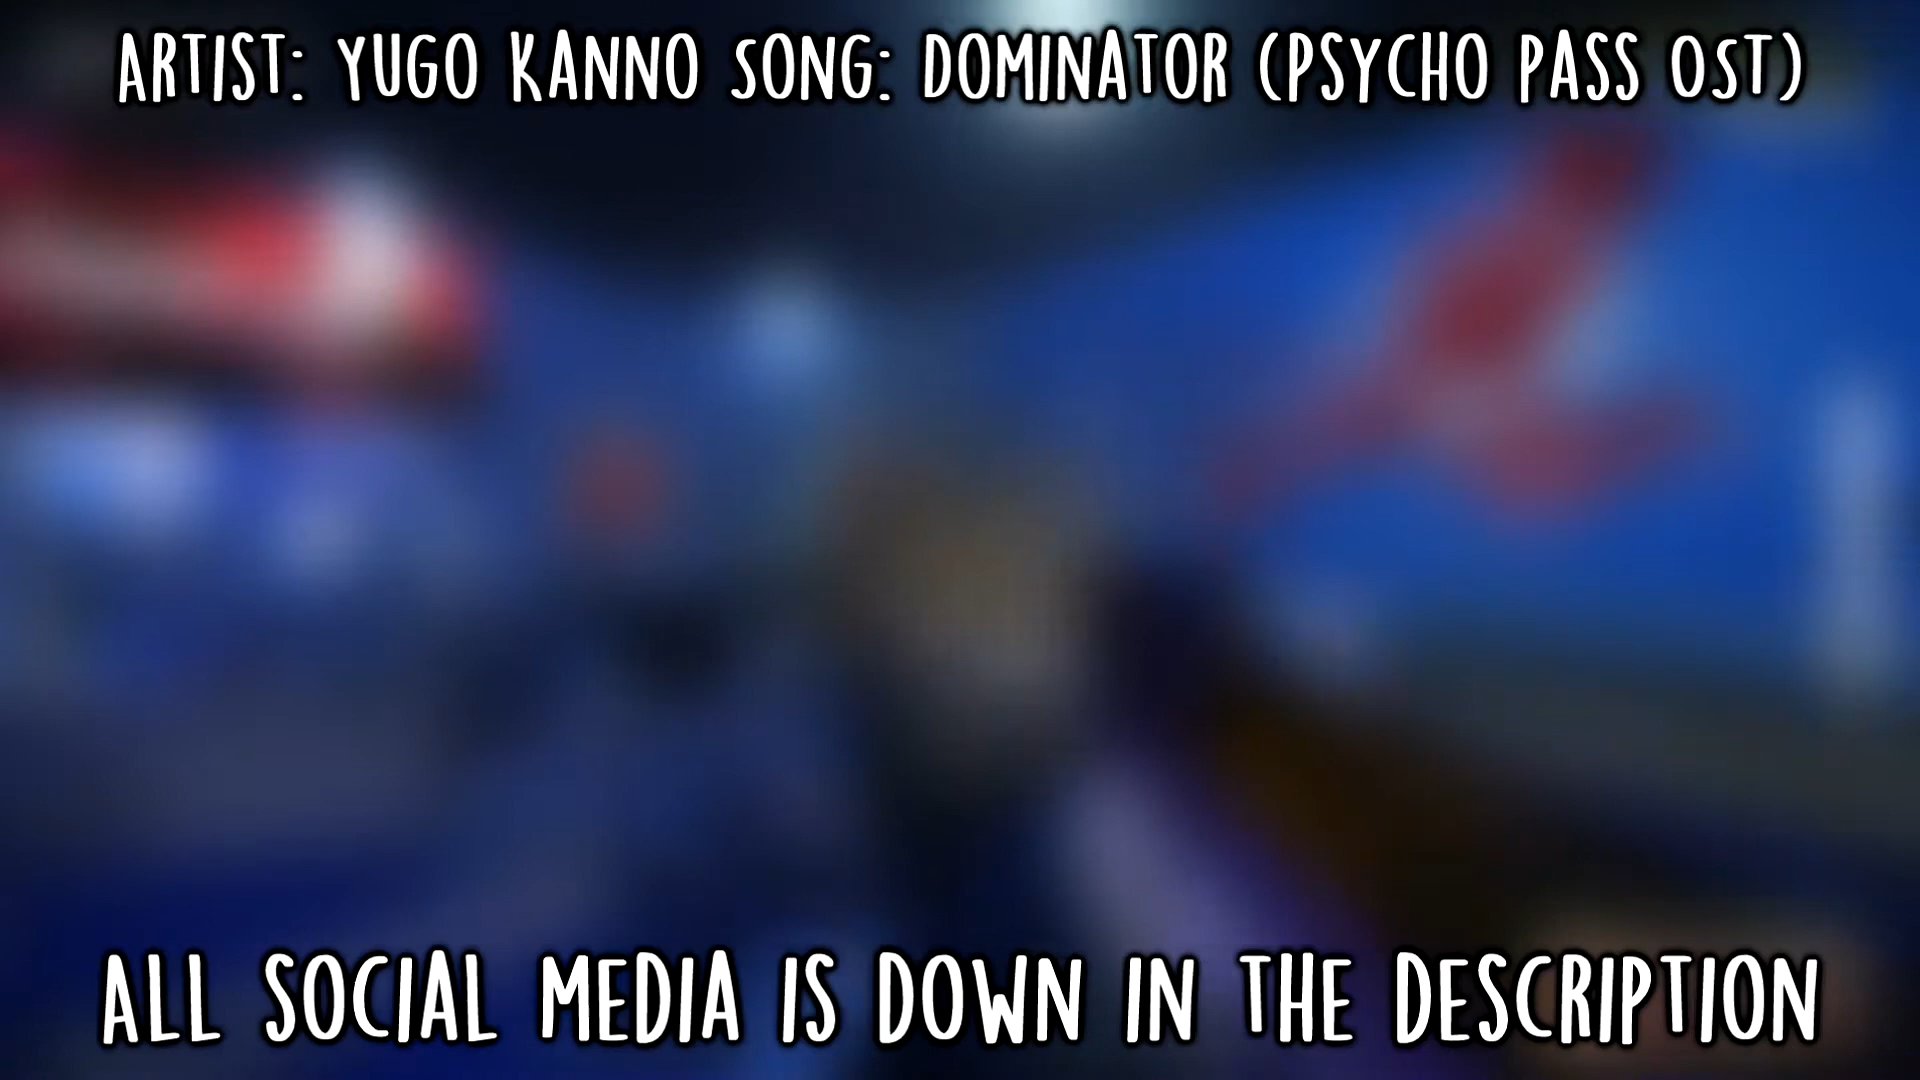 ARTIST: YUGO KANNO SONG: DOMINATOR (PSYCHO PASS OST)
ALL SOCIAL MEDIA IS DOWN IN THE DESCRIPTION